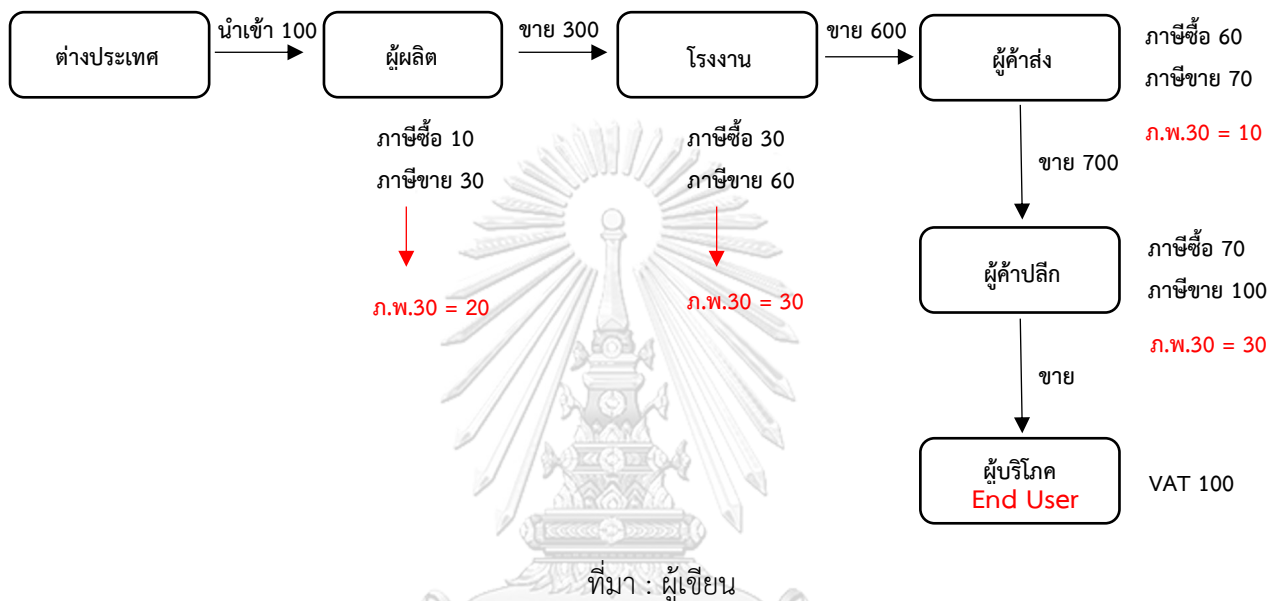 ต่างประเทศ
นำเข้า 100
ผู้ผลิต
ขาย 300
โรงงาน
ขาย 600
ผู้ค้าส่ง
ภาษีซื้อ 60
ภาษีขาย 70
ภ.พ.30 = 10
ภาษีซื้อ 10
ภาษีขาย 30
ภ.พ.30 = 20
ภาษีซื้อ 30
ภาษีขาย 60
ภ.พ.30 = 30
ขาย 700
ผู้ค้าปลีก
ภาษีซื้อ 70
ภาษีขาย 100
ภ.พ.30 = 30
ขาย
ผู้บริโภค
End User
VAT 100
ที่มา : ผู้เขียน